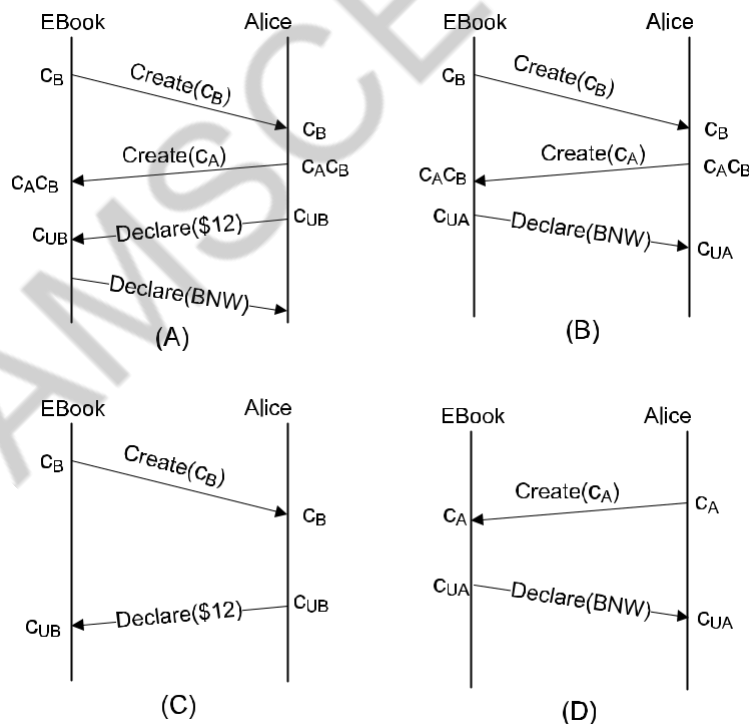 EBook Alice
cB
Create(cB)
cB
Create(cA)
cAcB
cAcB
Declare($12)
cUB
cUB
Declare(BNW)
(A)
EBook Alice
cB
Create(cB)
cB
Create(cA)
cAcB
cAcB
cUA
Declare(BNW)
cUA
(B)
EBook Alice
cB
Create(cB)
cB
Declare($12)
cUB
cUB
(C)
EBook Alice
Create(cA)
cA
cA
cUA
Declare(BNW)
cUA
(D)
AMSCE